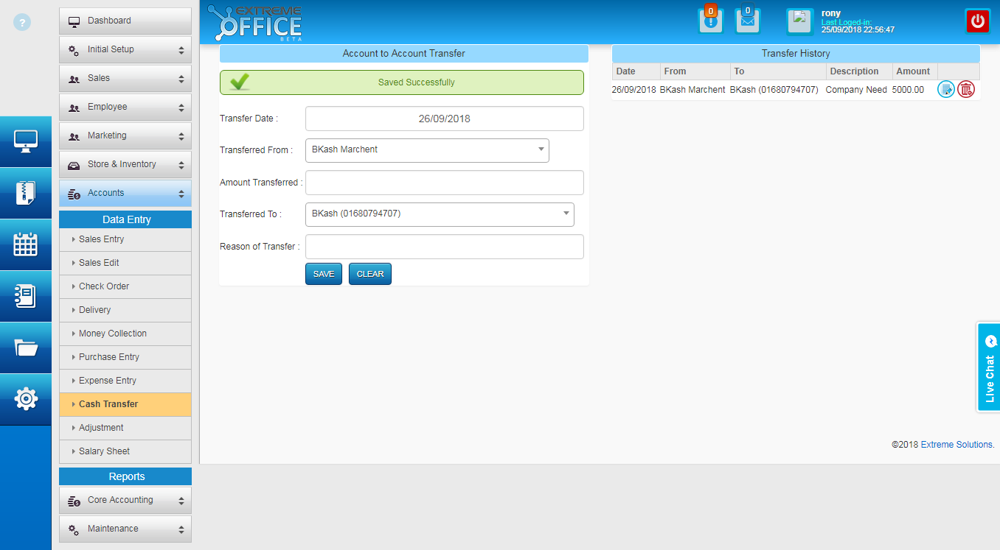 ?
Dashboard
Initial Setup
Sales
Employee
Marketing
Store & Inventory
Accounts
Data Entry
Sales Entry
Sales Edit
Check Order
Delivery
Money Collection
Purchase Entry
Expense Entry
Cash Transfer
Adjustment
Salary Sheet
Reports
Core Accounting
Maintenance
EXTREME
OFFICE
BETA
0
0
rony
Last Loged-in:
25/09/2018 22:56:47
Account to Account Transfer
Saved Successfully
Transfer Date : 26/09/2018
Transferred From : BKash Marchent
Amount Transferred :
Transferred To : BKash (01680794707)
Reason of Transfer :
SAVE CLEAR
Transfer History
Date From To Description Amount
26/09/2018 BKash Marchent BKash (01680794707) Company Need 5000.00
Live Chat
©2018 Extreme Solutions.